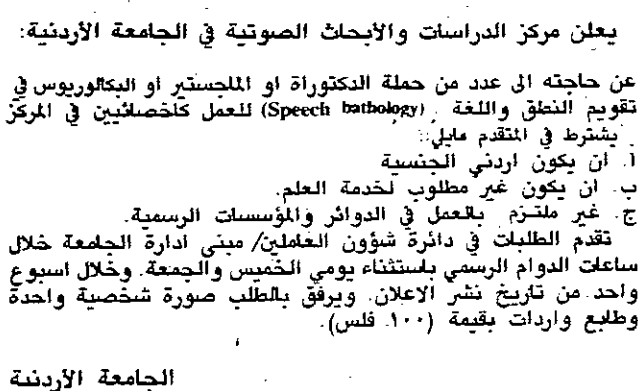 يعلن مركز الدراسات والأبحاث الصوتية في الجامعة الأردنية:
عن حاجته الى عدد من حملة الدكتوراة او الماجستير او البكالوريوس في
تقويم النطق واللغة (Speech bathology) للعمل كأخصائيين في المركز
يشترط في المتقدم مايلي:
أ. ان يكون اردني الجنسية
ب. ان يكون غير مطلوب لخدمة العلم.
ج. غير ملتزم بالعمل في الدوائر والمؤسسات الرسمية.
تقدم الطلبات في دائرة شؤون العاملين/ مبنى ادارة الجامعة خلال
ساعات الدوام الرسمي باستثناء يومي الخميس والجمعة. وخلال اسبوع
واحد من تاريخ نشر الاعلان. ويرفق بالطلب صورة شخصية واحدة
وطابع واردات بقيمة (١٠٠ فلس).
الجامعة الأردنية